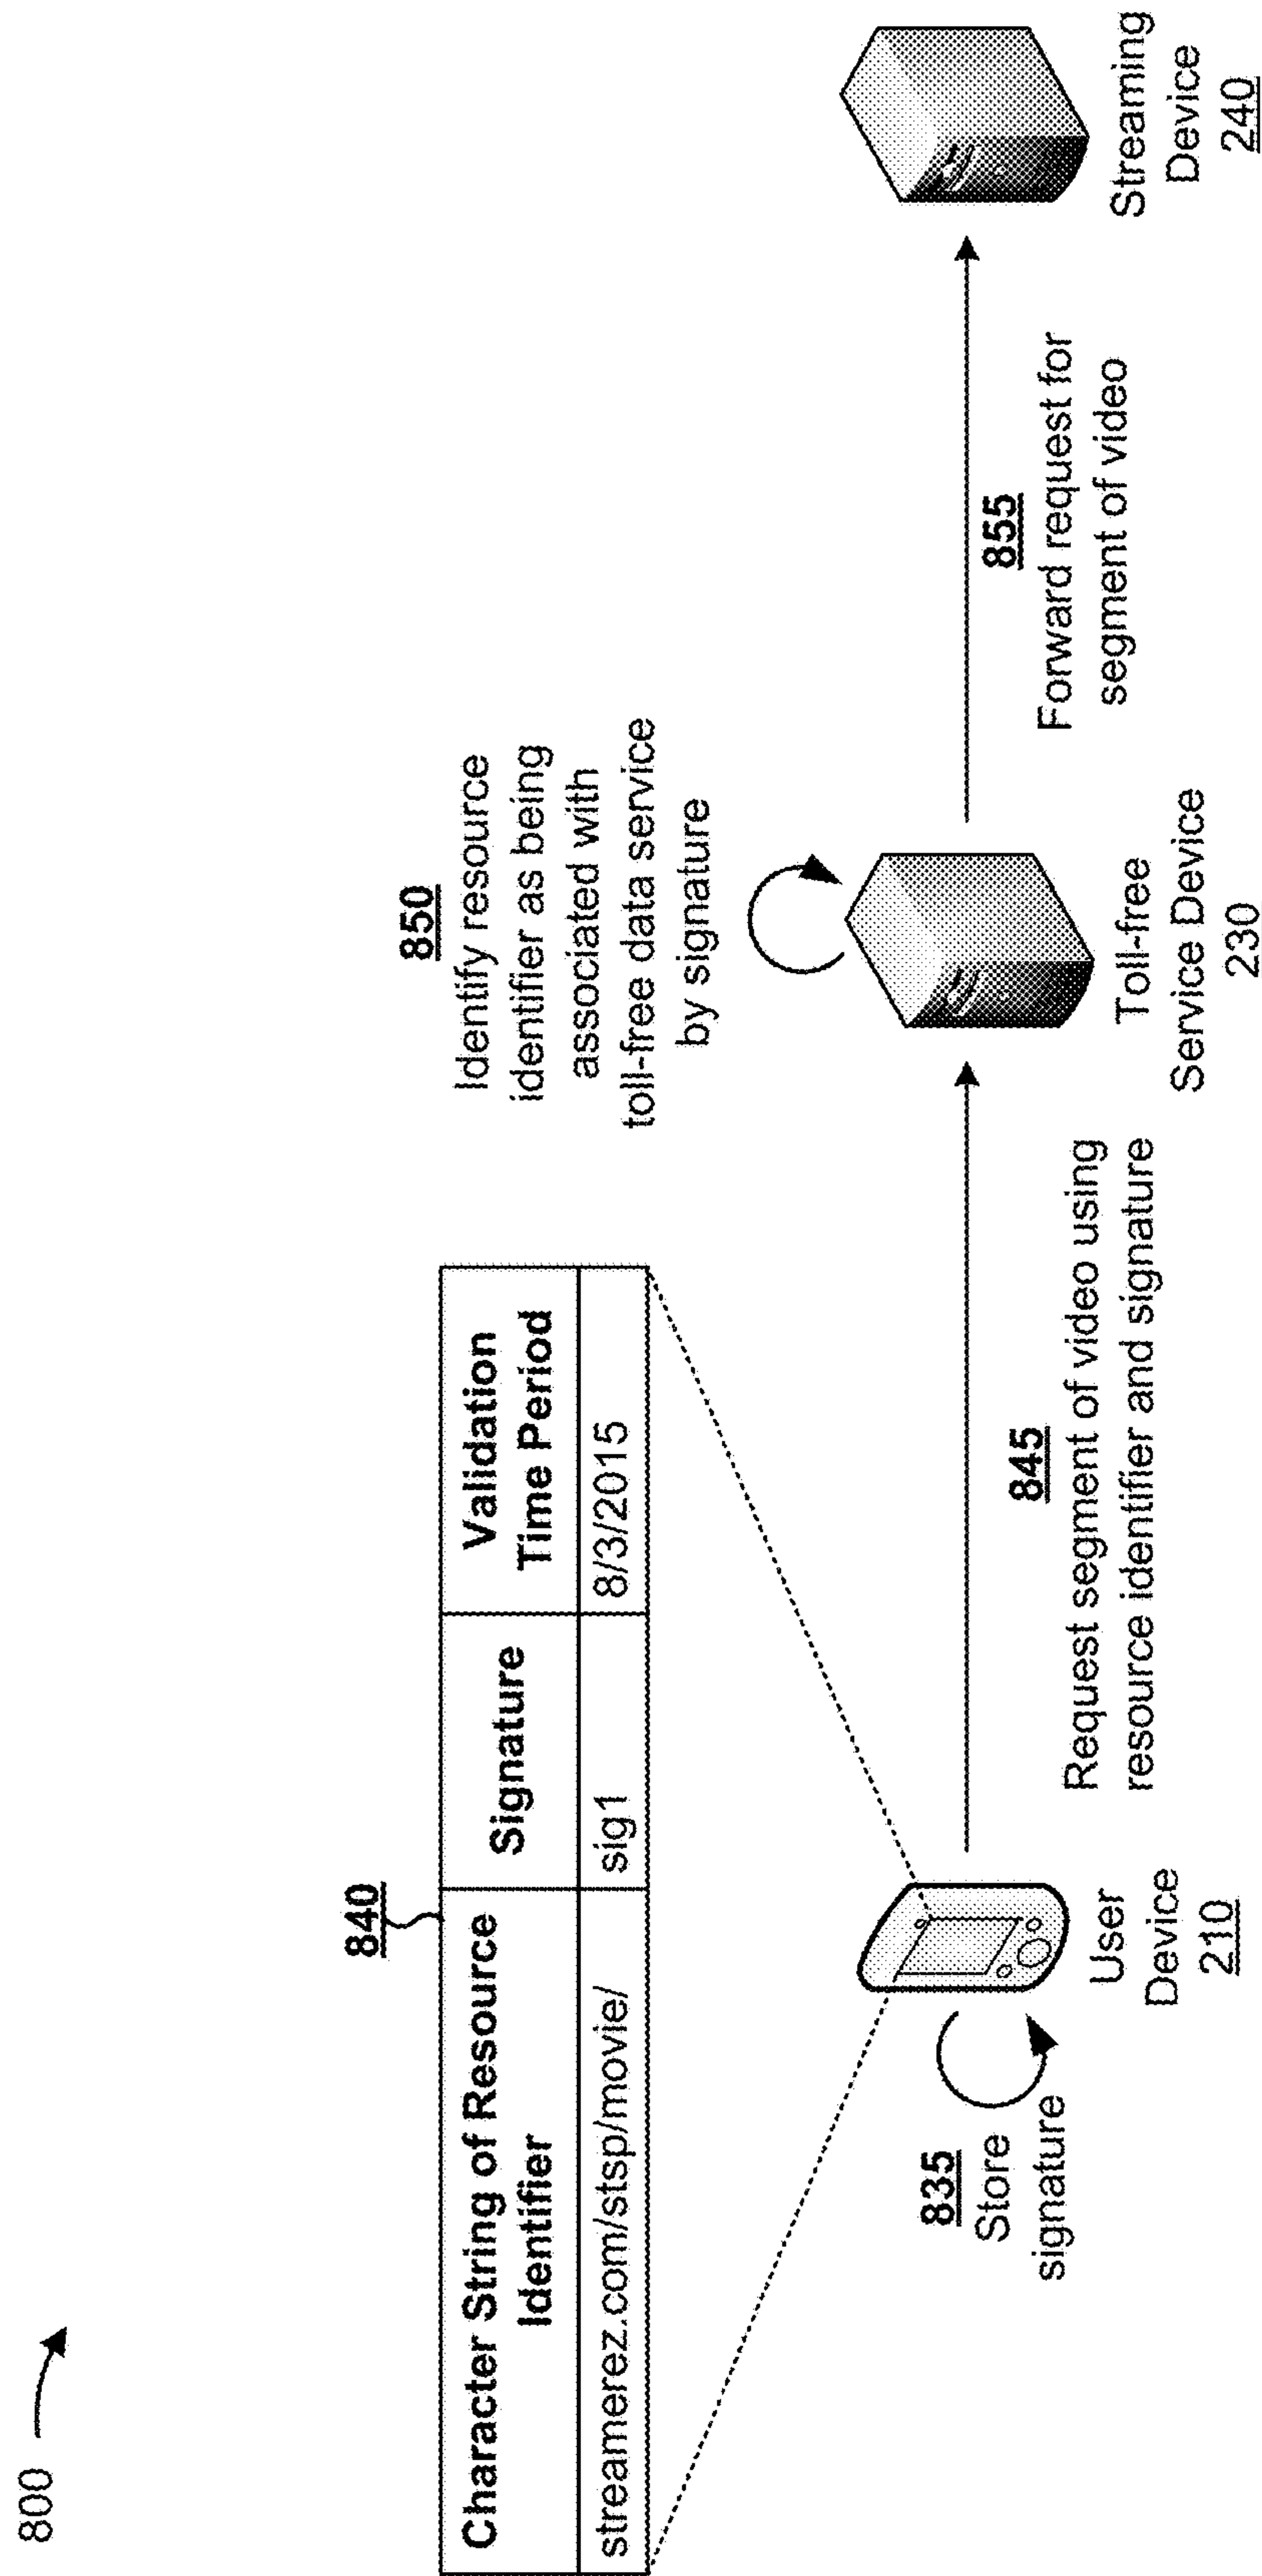 800
840
Character String of Resource
Identifier
Signature
Validation
Time Period
streamerez.com/stsp/movie/
sig1
8/3/2015
850
Identify resource
identifier as being
associated with
toll-free data service
by signature
835
Store
signature
User
Device
210
845
Request segment of video using
resource identifier and signature
Toll-free
Service Device
230
855
Forward request for
segment of video
Streaming
Device
240